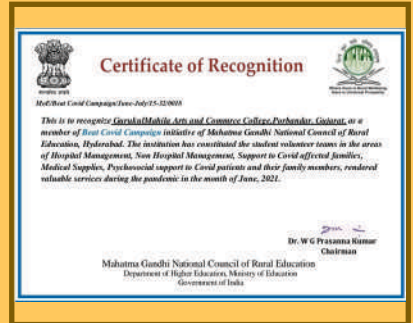 Certificate of Recognition
MoE/Beat Covid Campaign/June-July/15-32/0018
This is to recognize GurukulMahila Arts and Commrce College,Porbandar, Gujarat, as a
member of Beat Covid Campaign initiative of Mahatma Gandhi National Council of Rural
Education, Hyderabad. The institution has constituted the student volunteer teams in the areas
of Hospital Management, Non Hospital Management, Support to Covid affected families,
Medical Supplies, Psychosocial support to Covid patients and their family members, rendered
valuable services during the pandemic in the month of June, 2021.
Dr. W G Prasanna Kumar
Chairman
Mahatma Gandhi National Council of Rural Education
Department of Higher Education, Ministry of Education
Government of India